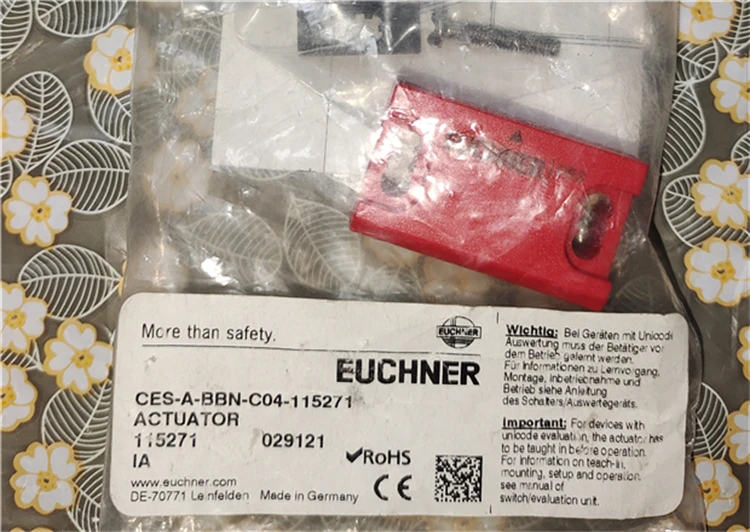 More than safety.
EUCHNER
EUCHNER
CES-A-BBN-C04-115271
ACTUATOR
115271 029121
IA
✓RoHS
CE
www.euchner.com
DE-70771 Leinfelden Made in Germany
Wichtig: Bei Geräten mit Unicode
Auswertung muss der Betätiger vor
dem Betrieb gelernt werden.
Für Informationen zu Lernvorgang,
Montage, Inbetriebnahme und
Betrieb siehe Anleitung
des Schalters/Auswertegeräts.
Important: For devices with
unicode evaluation, the actuator has
to be taught in before operation.
For information on teach-in,
mounting, setup and operation
see manual of
switch/evaluation unit.